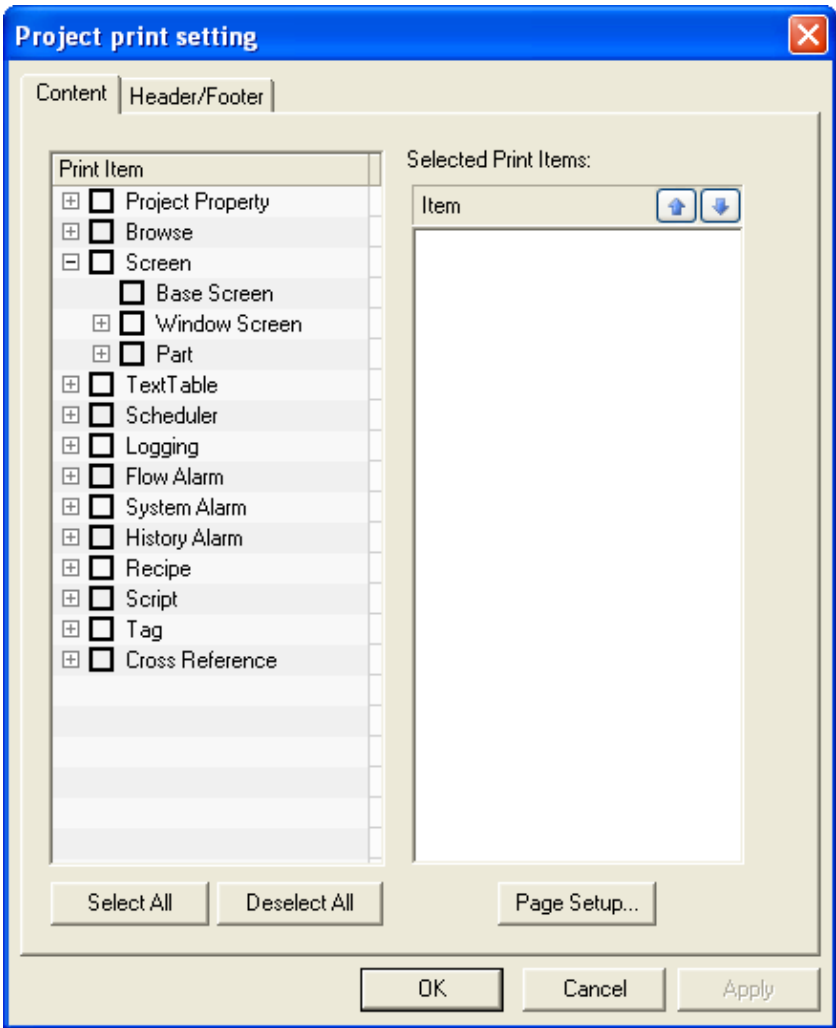 Project print setting
Content
Header/Footer
Print Item
Project Property
Browse
Screen
Base Screen
Window Screen
Part
TextTable
Scheduler
Logging
Flow Alarm
System Alarm
History Alarm
Recipe
Script
Tag
Cross Reference
Selected Print Items:
Item
Select All
Deselect All
Page Setup...
OK
Cancel
Apply